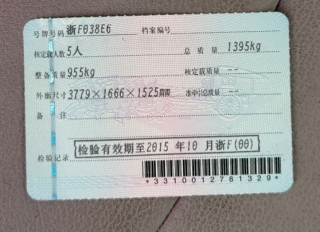 号牌号码 浙F038E6 档案编号
核定载人数 5人 总质量 1395kg
整备质量 955kg 核定载质量 --
外廓尺寸 3779×1666×1525mm 准牵引总质量 --
备注
检验记录 检验有效期至2015年10月浙F(00)
*3310012781329*